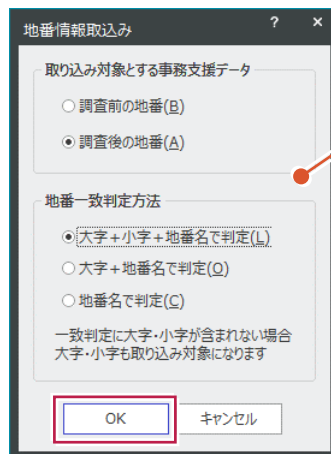 地番情報取込み ? ×
取り込み対象とする事務支援データ
調査前の地番(B)
調査後の地番(A)
地番一致判定方法
大字+小字+地番名で判定(L)
大字+地番名で判定(O)
地番名で判定(C)
一致判定に大字・小字が含まれない場合
大字・小字も取り込み対象になります
OK キャンセル